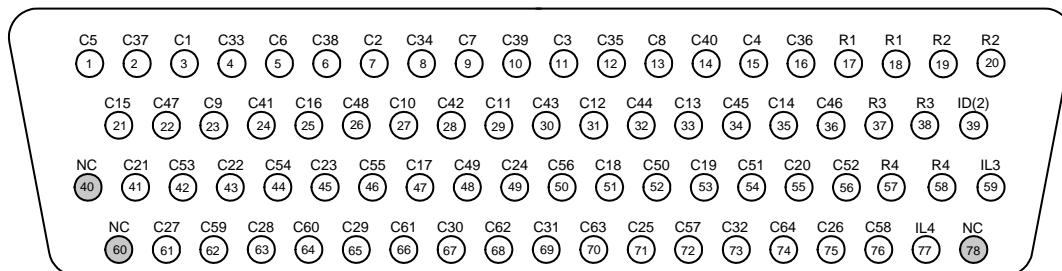 C5 C37 C1 C33 C6 C38 C2 C34 C7 C39 C3 C35 C8 C40 C4 C36 R1 R1 R2 R2
1 2 3 4 5 6 7 8 9 10 11 12 13 14 15 16 17 18 19 20
C15 C47 C9 C41 C16 C48 C10 C42 C11 C43 C12 C44 C13 C45 C14 C46 R3 R3 ID(2)
21 22 23 24 25 26 27 28 29 30 31 32 33 34 35 36 37 38 39
NC C21 C53 C22 C54 C23 C55 C17 C49 C24 C56 C18 C50 C19 C51 C20 C52 R4 R4 IL3
40 41 42 43 44 45 46 47 48 49 50 51 52 53 54 55 56 57 58 59
NC C27 C59 C28 C60 C29 C61 C30 C62 C31 C63 C25 C57 C32 C64 C26 C58 IL4 NC
60 61 62 63 64 65 66 67 68 69 70 71 72 73 74 75 76 77 78